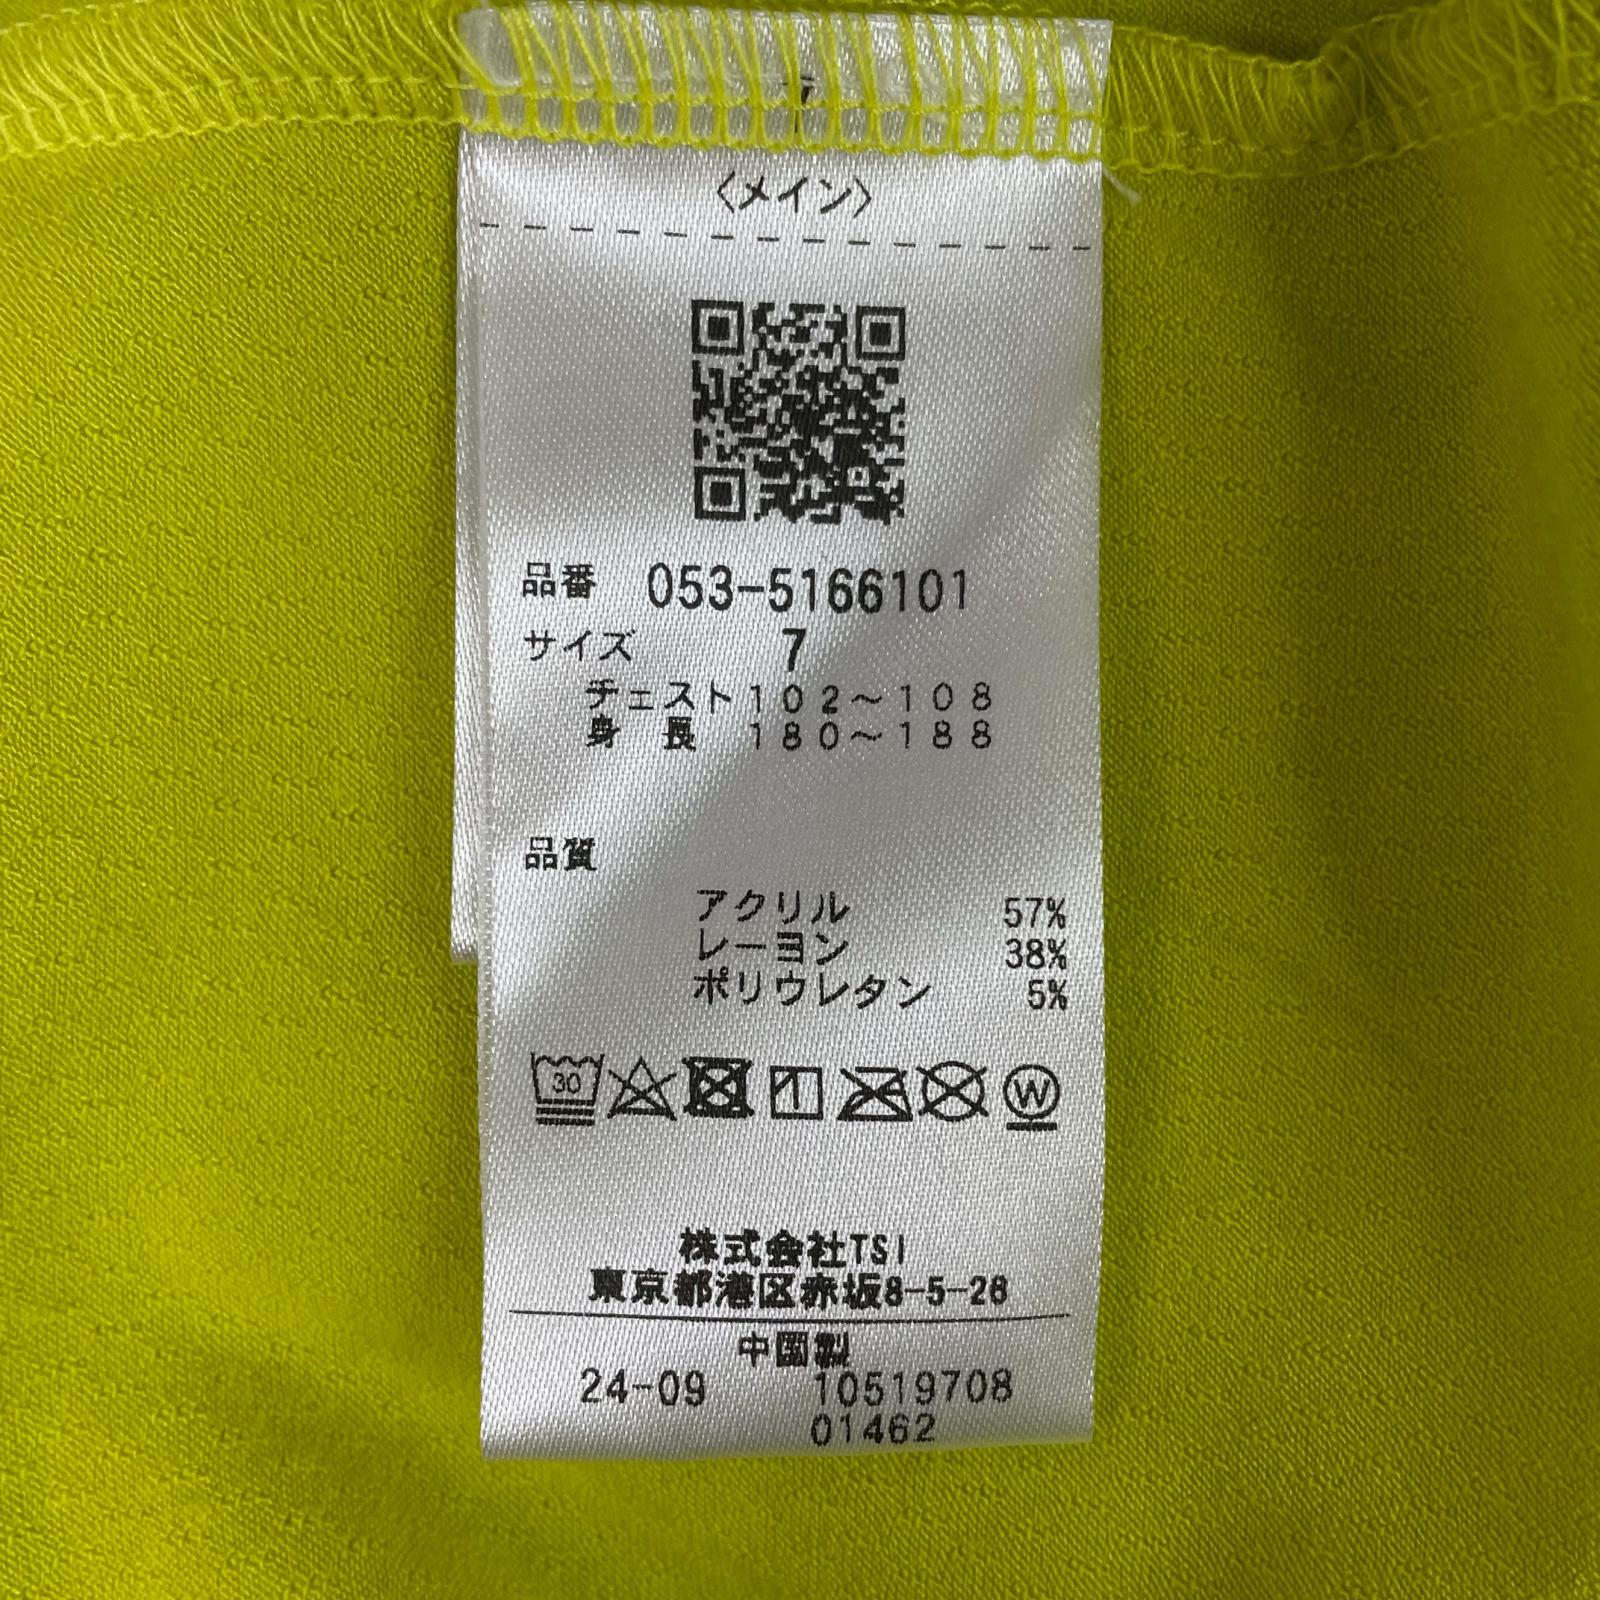 〈メイン〉
品番 053-5166101
サイズ 7
チェスト102～108
身 長 180～188
品質
アクリル 57%
レーヨン 38%
ポリウレタン 5%
30
W
株式会社TSI
東京都港区赤坂8-5-28
中国製
24-09 10519708
01462